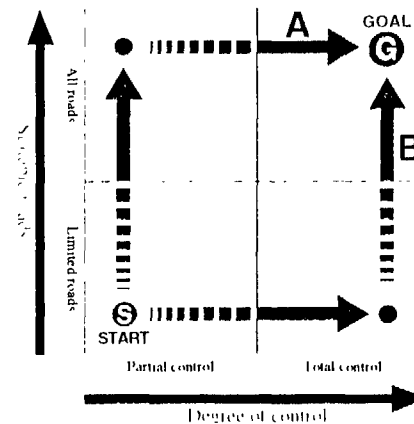 A
GOAL
G
All roads
B
Limited roads
S
START
Partial control
Total control
Degree of control